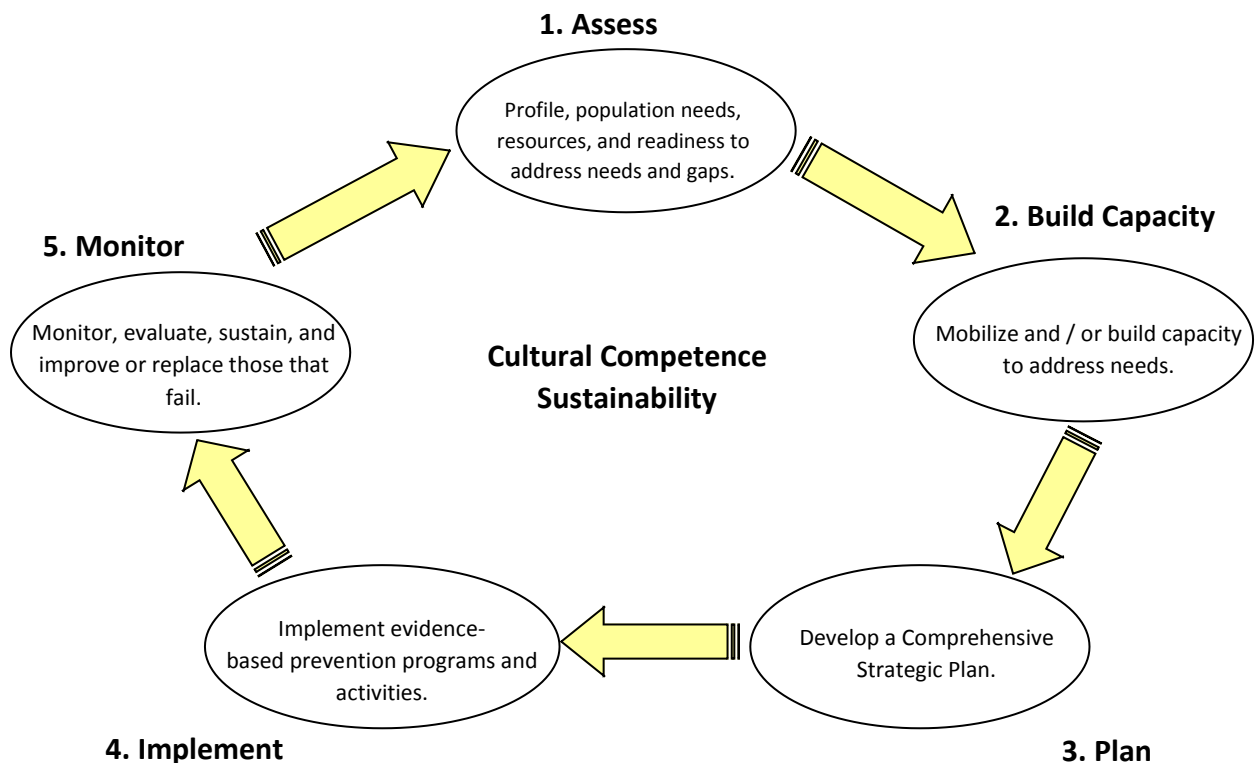 1. Assess
Profile, population needs,
resources, and readiness to
address needs and gaps.
2. Build Capacity
Mobilize and / or build capacity
to address needs.
3. Plan
Develop a Comprehensive
Strategic Plan.
4. Implement
Implement evidence-
based prevention programs and
activities.
5. Monitor
Monitor, evaluate, sustain, and
improve or replace those that
fail.
Cultural Competence
Sustainability